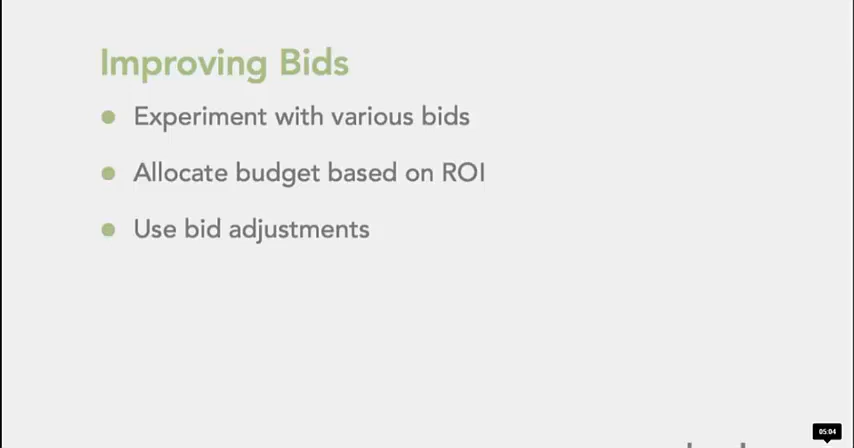 Improving Bids
Experiment with various bids
Allocate budget based on ROI
Use bid adjustments
05:04